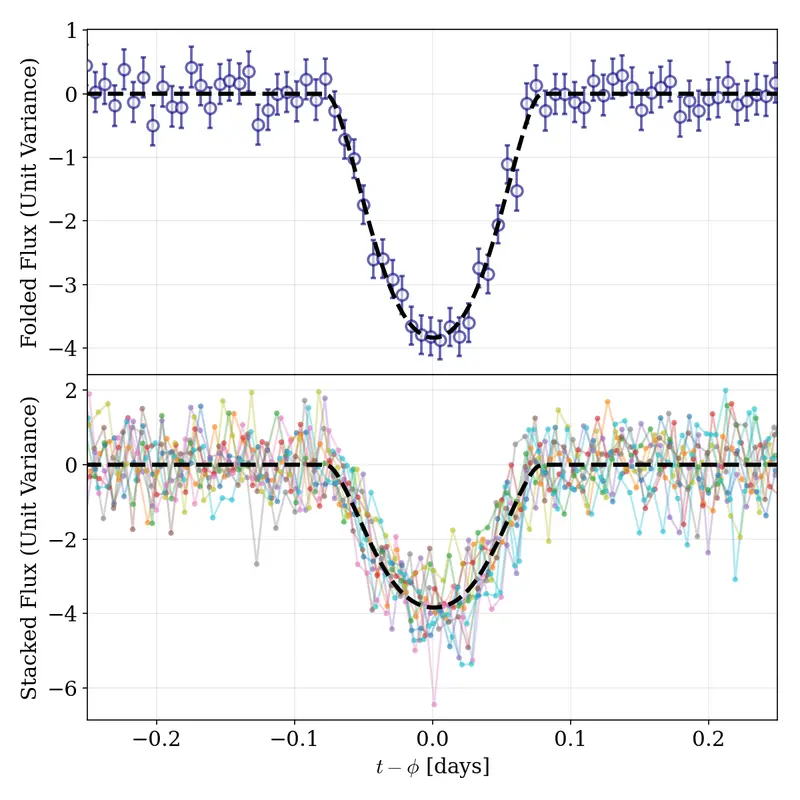 1
0
−1
−2
−3
−4
Folded Flux (Unit Variance)
2
0
−2
−4
−6
Stacked Flux (Unit Variance)
−0.2 −0.1 0.0 0.1 0.2
t − ϕ [days]